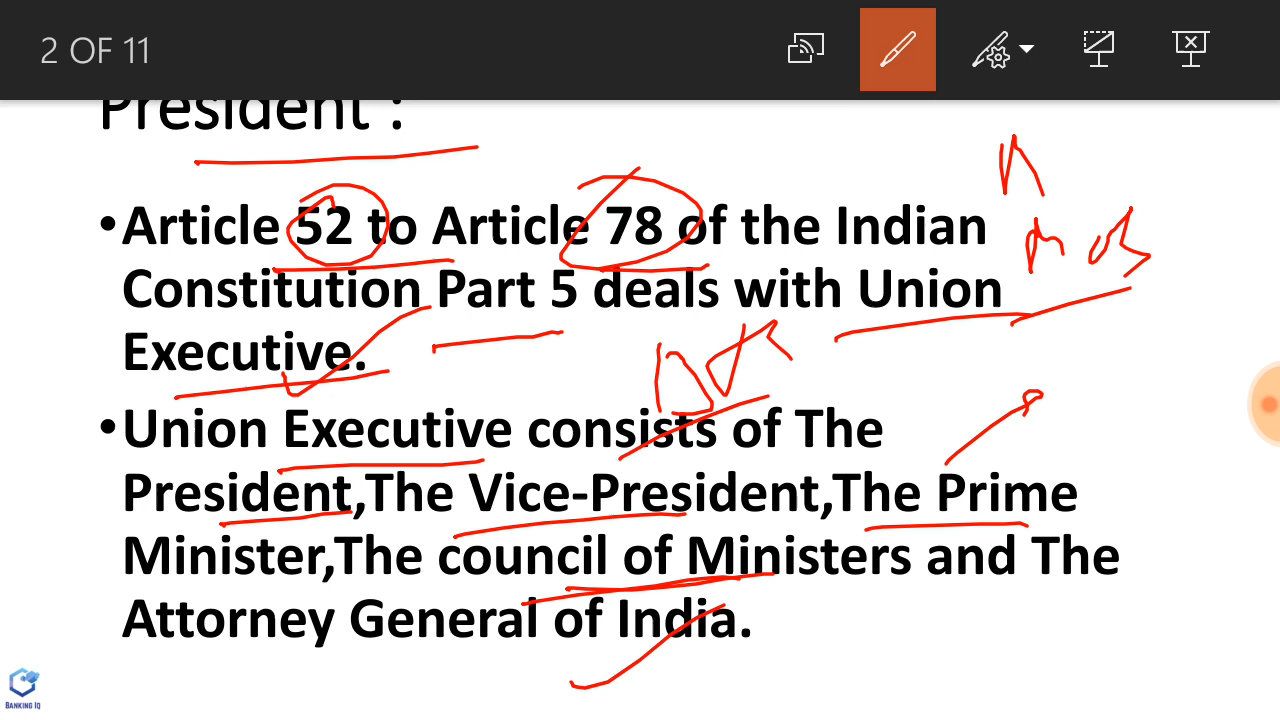 2 OF 11
President :
•Article 52 to Article 78 of the Indian
Constitution Part 5 deals with Union
Executive.
•Union Executive consists of The
President,The Vice-President,The Prime
Minister,The council of Ministers and The
Attorney General of India.
BANKING IQ